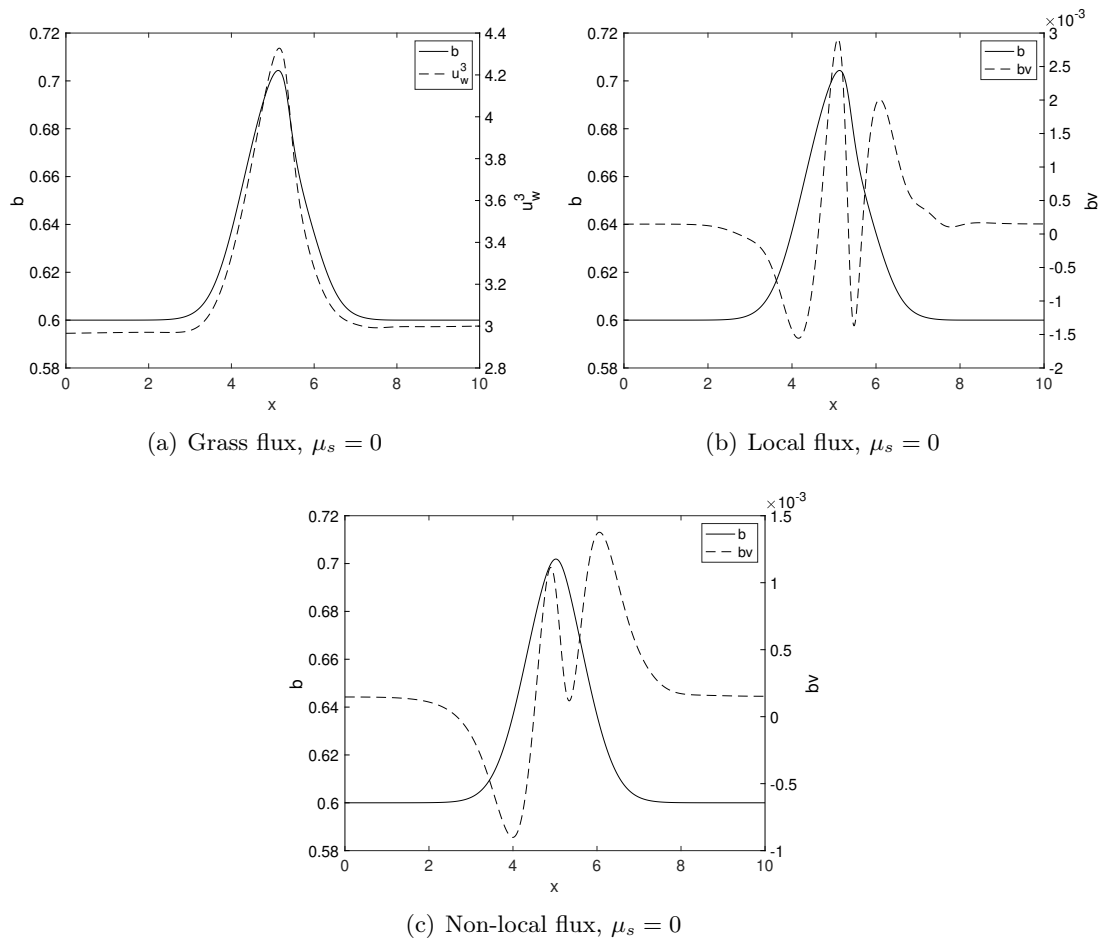 0.72
0.7
0.68
0.66
0.64
0.62
0.6
0.58
b
0 2 4 6 8 10
x
4.4
4.2
4
3.8
3.6
3.4
3.2
3
2.8
u_w^3
b
u_w^3
(a) Grass flux, μ_s = 0
0.72
0.7
0.68
0.66
0.64
0.62
0.6
0.58
b
0 2 4 6 8 10
x
×10^-3
3
2.5
2
1.5
1
0.5
0
-0.5
-1
-1.5
-2
bv
b
bv
(b) Local flux, μ_s = 0
0.72
0.7
0.68
0.66
0.64
0.62
0.6
0.58
b
0 2 4 6 8 10
x
×10^-3
1.5
1
0.5
0
-0.5
-1
bv
b
bv
(c) Non-local flux, μ_s = 0